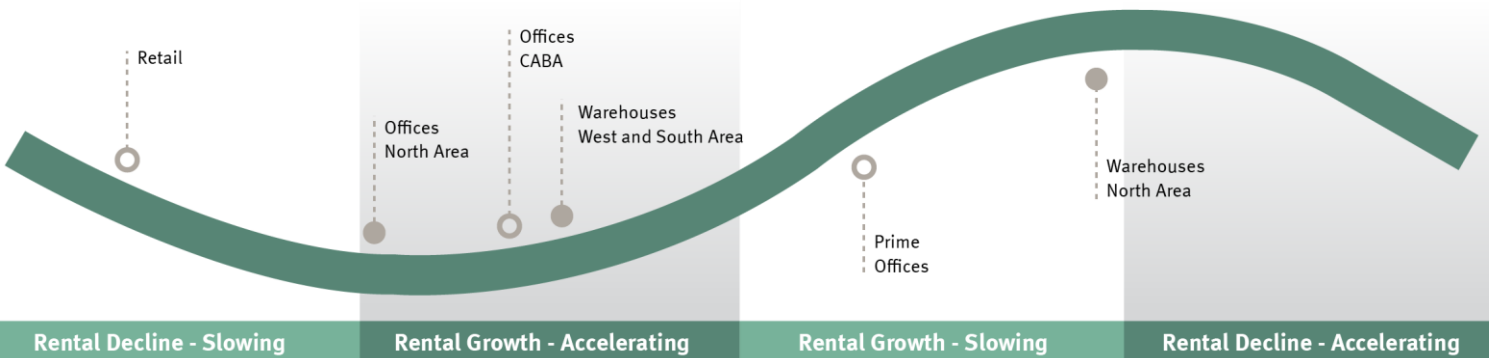 Retail
Offices
North Area
Offices
CABA
Warehouses
West and South Area
Prime
Offices
Warehouses
North Area
Rental Decline - Slowing
Rental Growth - Accelerating
Rental Growth - Slowing
Rental Decline - Accelerating